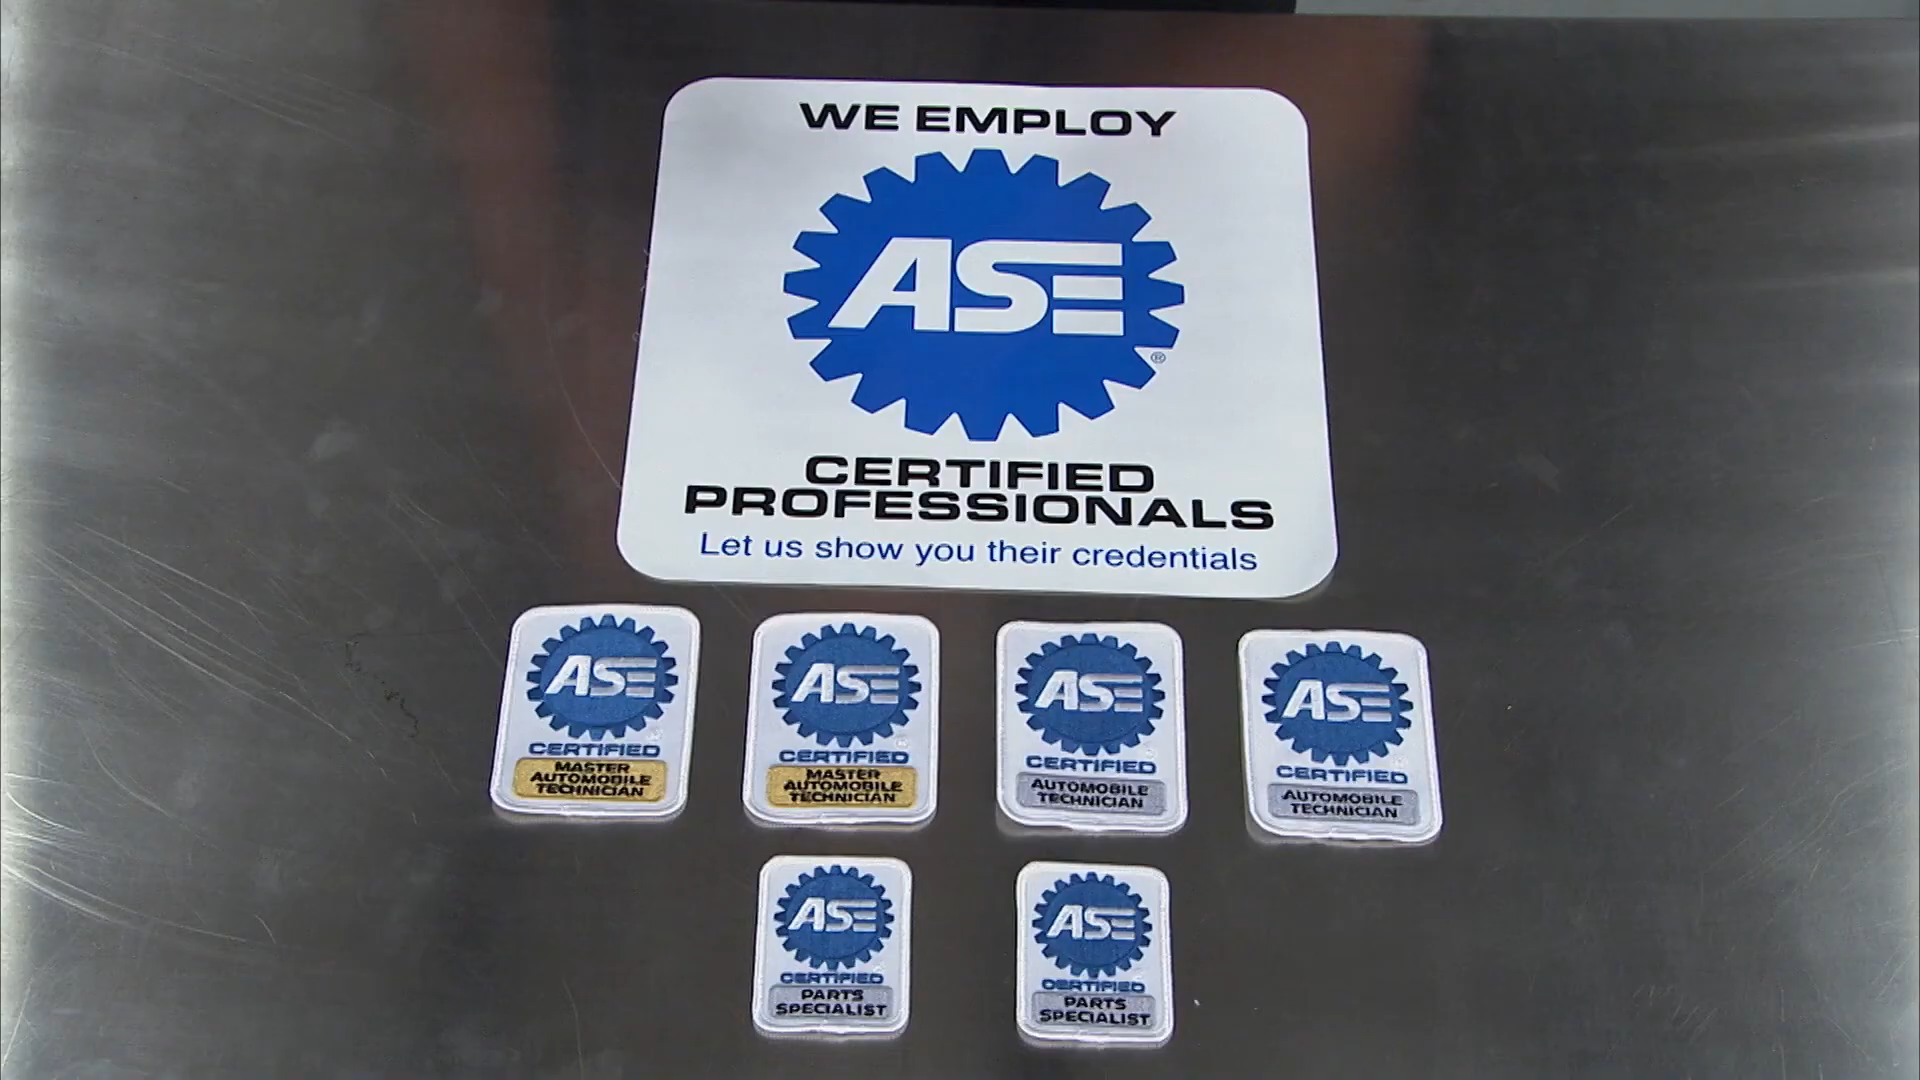 WE EMPLOY
ASE
®
CERTIFIED
PROFESSIONALS
Let us show you their credentials
ASE
CERTIFIED
MASTER
AUTOMOBILE
TECHNICIAN
ASE
CERTIFIED
MASTER
AUTOMOBILE
TECHNICIAN
ASE
CERTIFIED
AUTOMOBILE
TECHNICIAN
ASE
CERTIFIED
AUTOMOBILE
TECHNICIAN
ASE
CERTIFIED
PARTS
SPECIALIST
ASE
CERTIFIED
PARTS
SPECIALIST